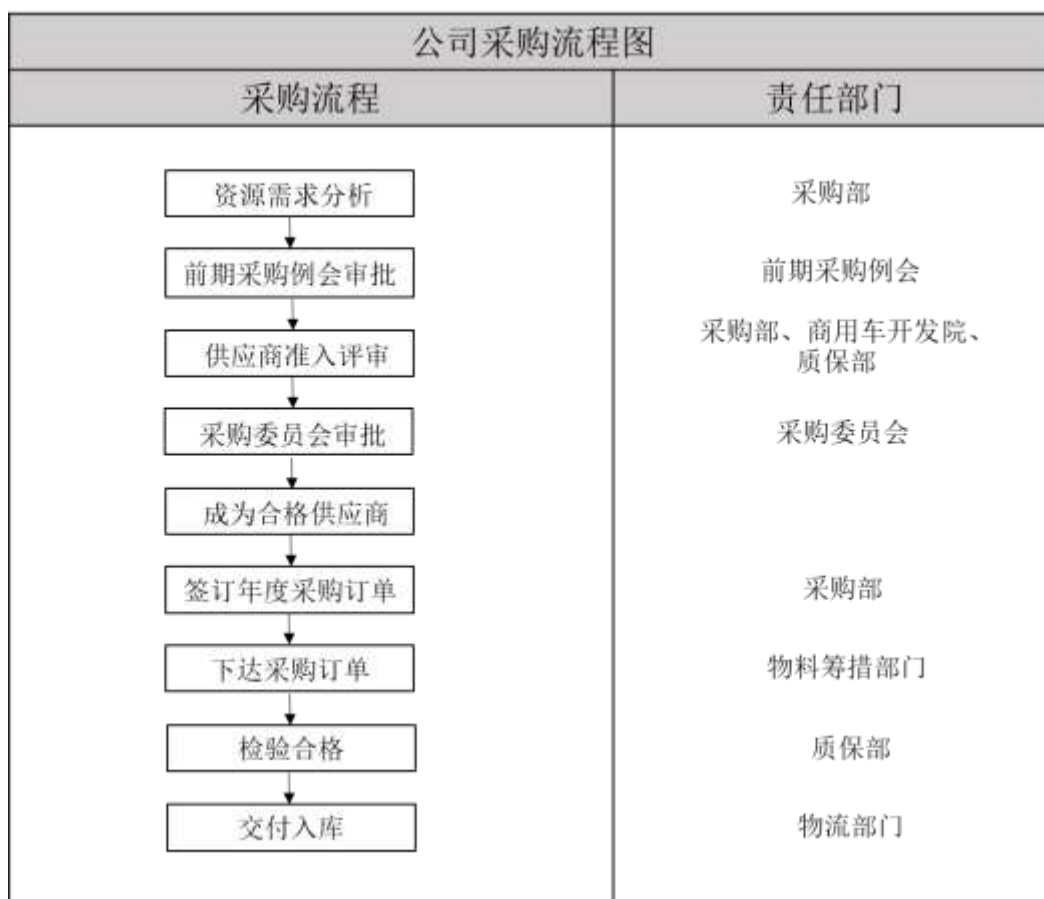 公司采购流程图
采购流程 责任部门
资源需求分析 采购部
前期采购例会审批 前期采购例会
供应商准入评审 采购部、商用车开发院、
质保部
采购委员会审批 采购委员会
成为合格供应商
签订年度采购订单 采购部
下达采购订单 物料筹措部门
检验合格 质保部
交付入库 物流部门